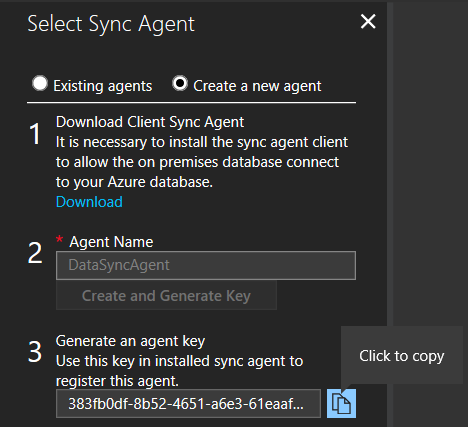 Select Sync Agent
Existing agents
Create a new agent
1
Download Client Sync Agent
It is necessary to install the sync agent client
to allow the on premises database connect
to your Azure database.
Download
2
* Agent Name
DataSyncAgent
Create and Generate Key
3
Generate an agent key
Use this key in installed sync agent to
register this agent.
383fb0df-8b52-4651-a6e3-61eaaf...
Click to copy